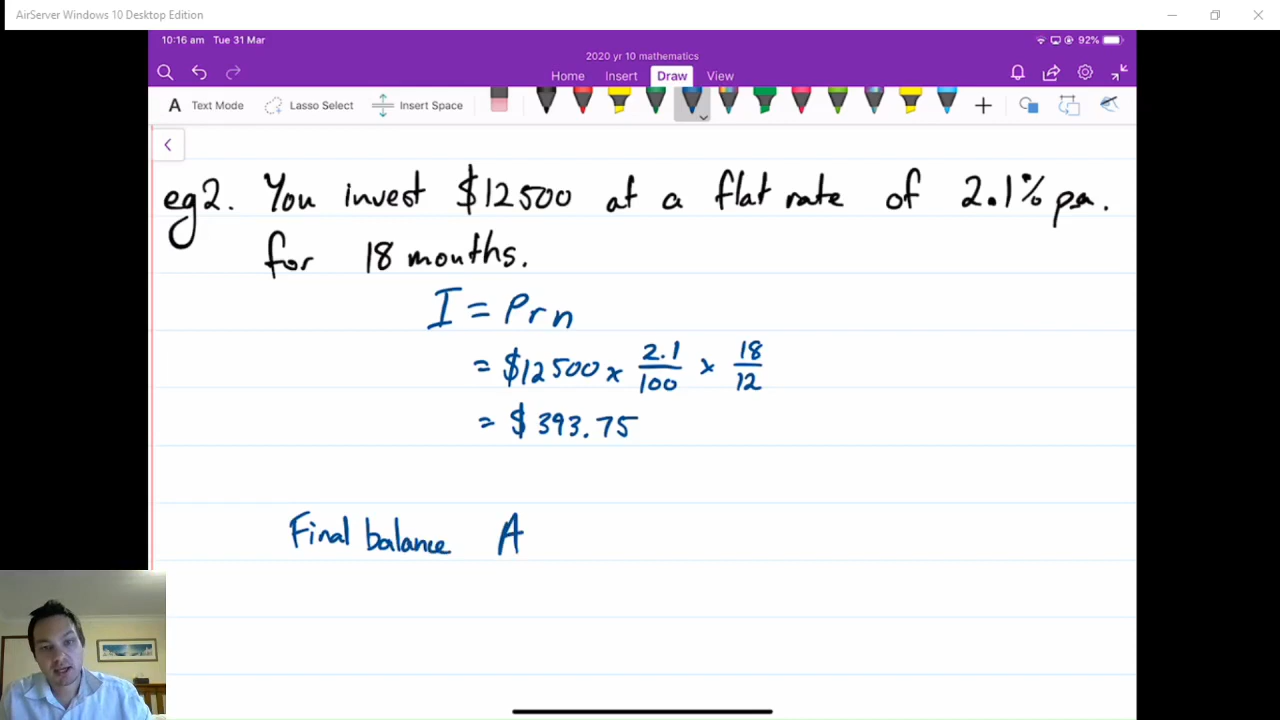 AirServer Windows 10 Desktop Edition
10:16 am Tue 31 Mar
92%
2020 yr 10 mathematics
Home Insert Draw View
A Text Mode Lasso Select Insert Space
eg2. You invest $12500 at a flat rate of 2.1% pa.
for 18 months.
I = Prn
= $12500 × 2.1/100 × 18/12
= $393.75
Final balance A